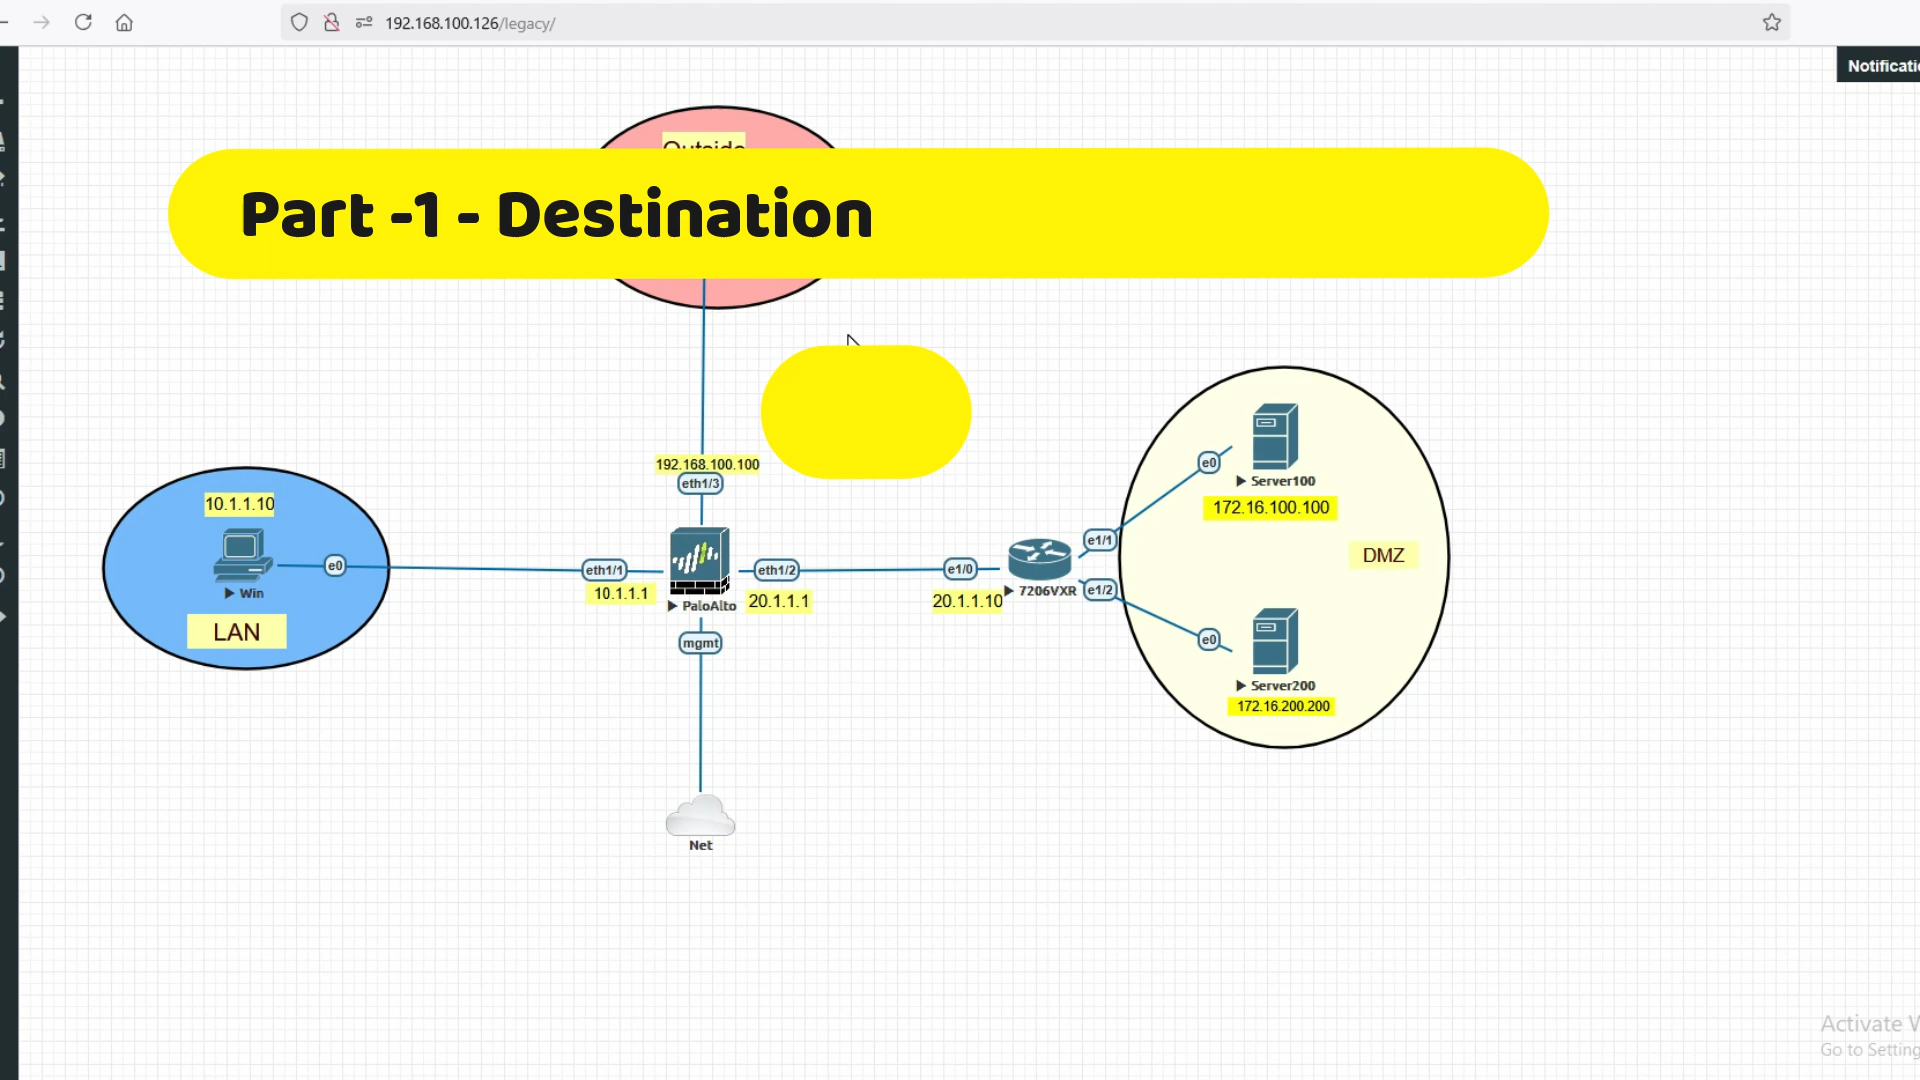 192.168.100.126/legacy/
Notificatio
Outside
Part -1 - Destination
192.168.100.100
eth1/3
e0
Server100
172.16.100.100
10.1.1.10
e0
Win
LAN
eth1/1
10.1.1.1
PaloAlto
eth1/2
20.1.1.1
e1/0
20.1.1.10
7206VXR
e1/1
e1/2
DMZ
mgmt
e0
Server200
172.16.200.200
Net
Activate W
Go to Setting